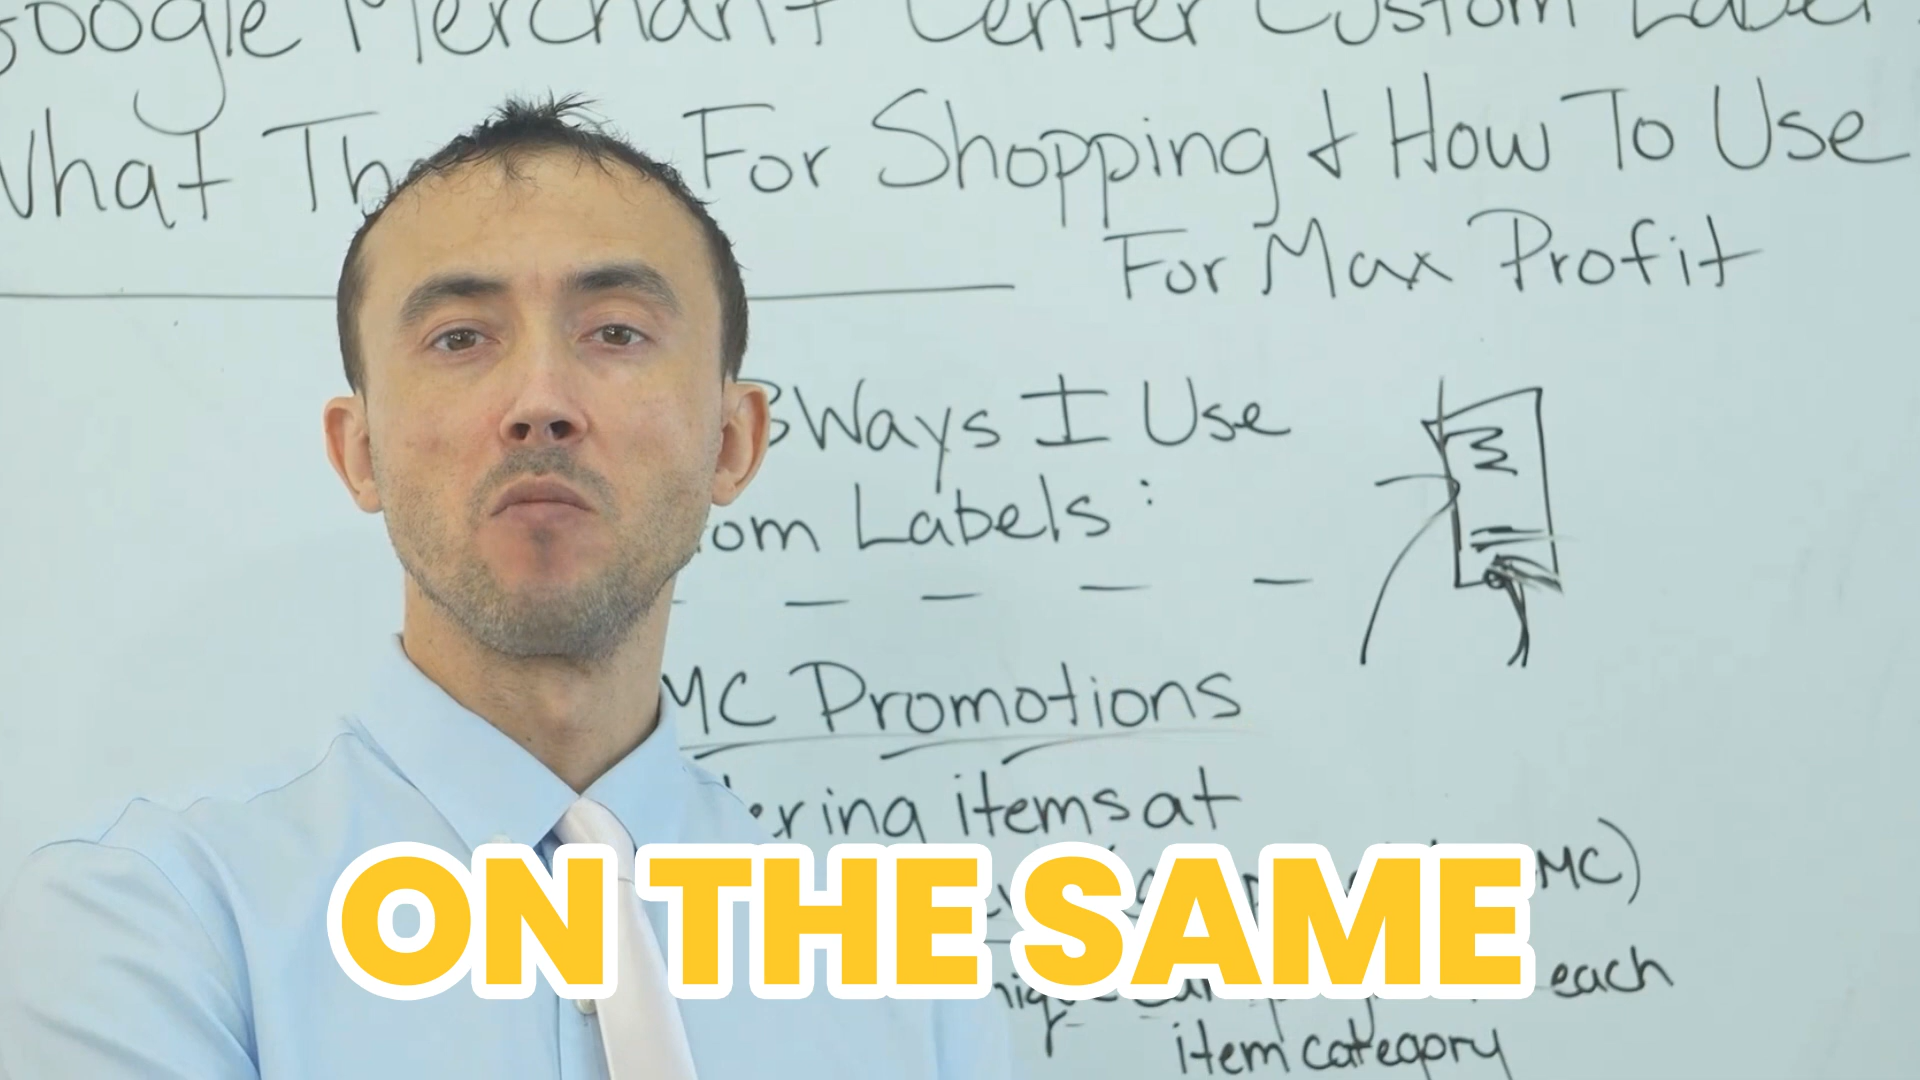 Google Merchant Center Custom Label
What Th For Shopping & How To Use
For Max Profit
3 Ways I Use
om Labels:
MC Promotions
ering items at
MC)
ON THE SAME
each
item category